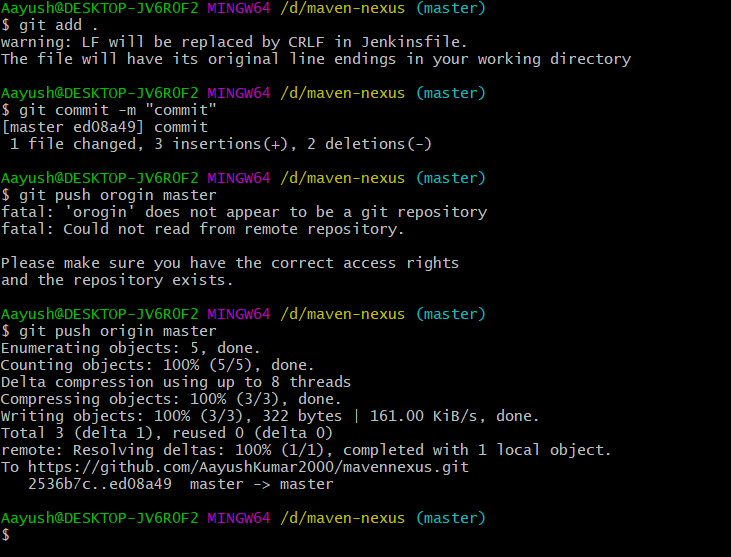 Aayush@DESKTOP-JV6R0F2 MINGW64 /d/maven-nexus (master)
$ git add .
warning: LF will be replaced by CRLF in Jenkinsfile.
The file will have its original line endings in your working directory
Aayush@DESKTOP-JV6R0F2 MINGW64 /d/maven-nexus (master)
$ git commit -m "commit"
[master ed08a49] commit
 1 file changed, 3 insertions(+), 2 deletions(-)
Aayush@DESKTOP-JV6R0F2 MINGW64 /d/maven-nexus (master)
$ git push orogin master
fatal: 'orogin' does not appear to be a git repository
fatal: Could not read from remote repository.
Please make sure you have the correct access rights
and the repository exists.
Aayush@DESKTOP-JV6R0F2 MINGW64 /d/maven-nexus (master)
$ git push origin master
Enumerating objects: 5, done.
Counting objects: 100% (5/5), done.
Delta compression using up to 8 threads
Compressing objects: 100% (3/3), done.
Writing objects: 100% (3/3), 322 bytes | 161.00 KiB/s, done.
Total 3 (delta 1), reused 0 (delta 0)
remote: Resolving deltas: 100% (1/1), completed with 1 local object.
To https://github.com/AayushKumar2000/mavennexus.git
   2536b7c..ed08a49  master -> master
Aayush@DESKTOP-JV6R0F2 MINGW64 /d/maven-nexus (master)
$